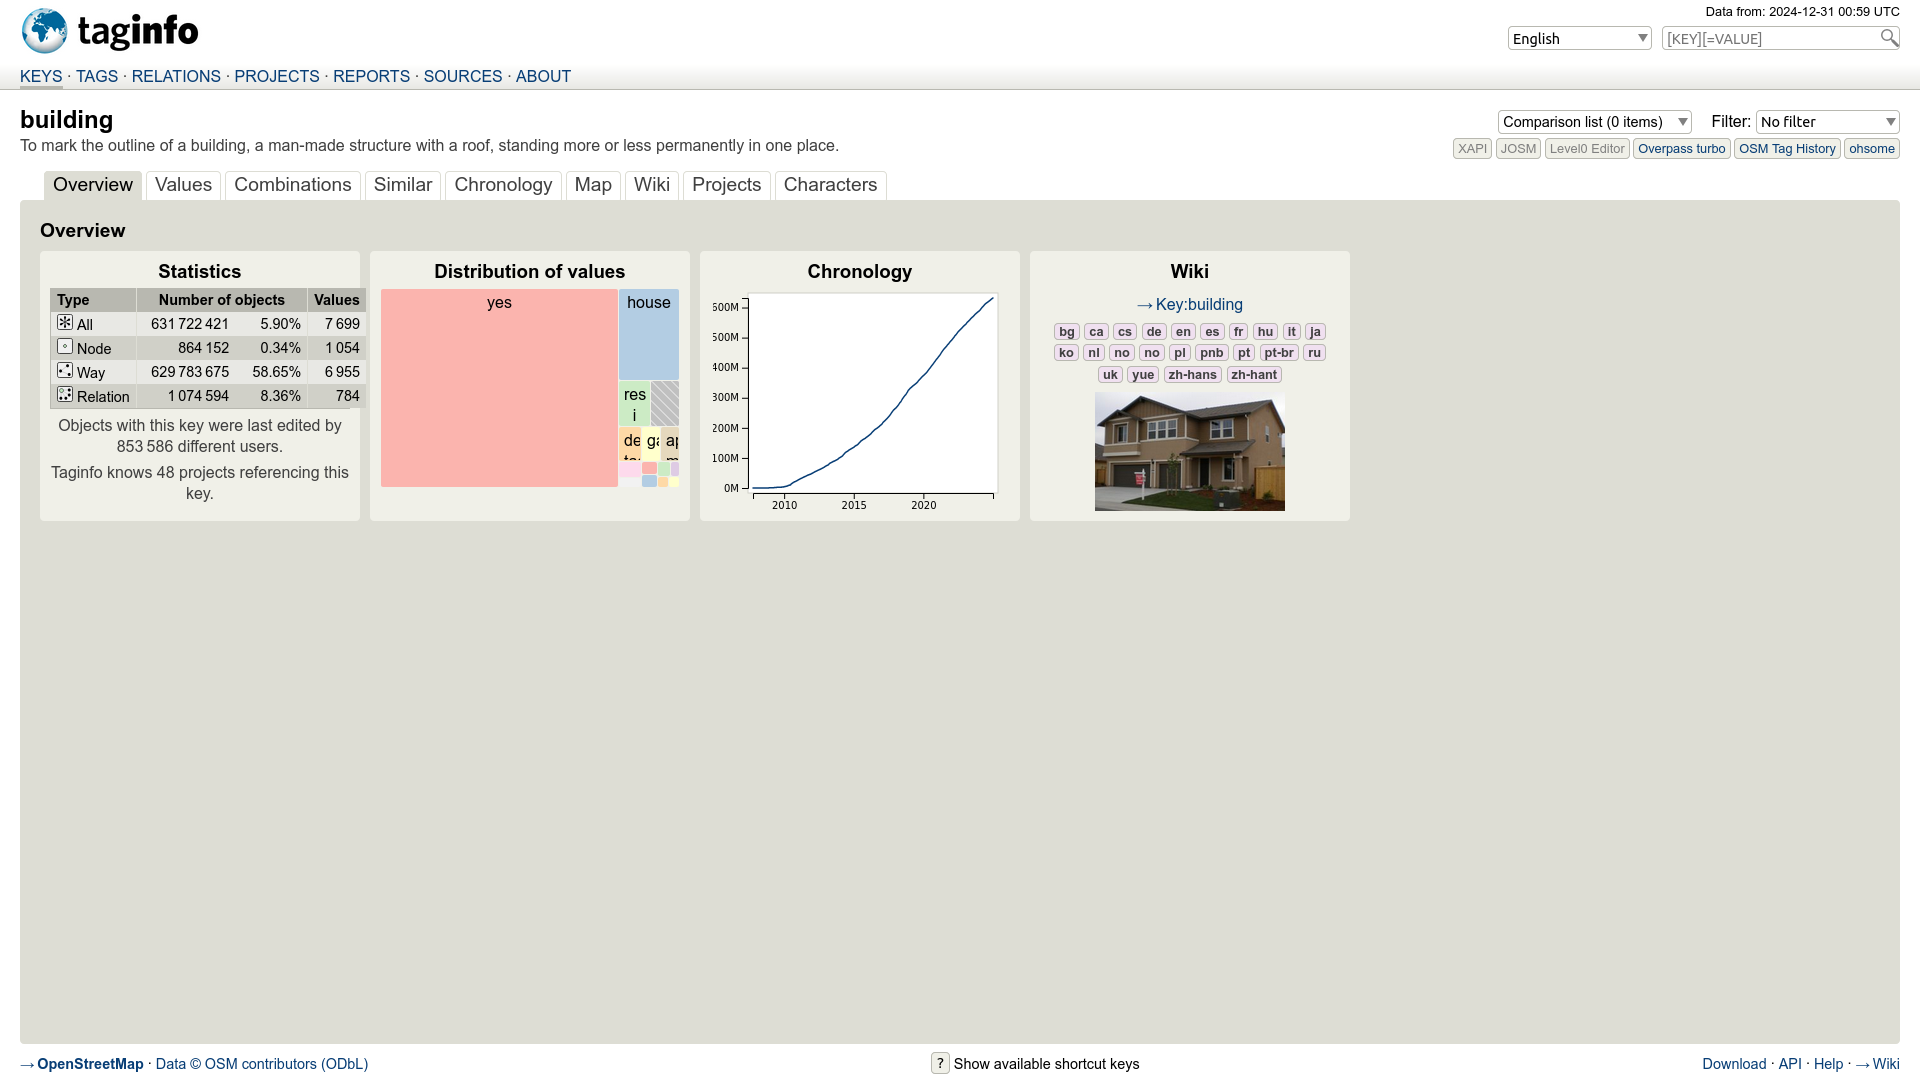 taginfo
Data from: 2024-12-31 00:59 UTC
English
[KEY][=VALUE]
KEYS · TAGS · RELATIONS · PROJECTS · REPORTS · SOURCES · ABOUT
building
To mark the outline of a building, a man-made structure with a roof, standing more or less permanently in one place.
Comparison list (0 items)
Filter: No filter
XAPI JOSM Level0 Editor Overpass turbo OSM Tag History ohsome
Overview Values Combinations Similar Chronology Map Wiki Projects Characters
Overview
Statistics
Type Number of objects Values
All 631 722 421 5.90% 7 699
Node 864 152 0.34% 1 054
Way 629 783 675 58.65% 6 955
Relation 1 074 594 8.36% 784
Objects with this key were last edited by
853 586 different users.
Taginfo knows 48 projects referencing this
key.
Distribution of values
yes
house
res
i
de
ga
ap
Chronology
600M
500M
400M
300M
200M
100M
0M
2010 2015 2020
Wiki
→ Key:building
bg ca cs de en es fr hu it ja
ko nl no no pl pnb pt pt-br ru
uk yue zh-hans zh-hant
→ OpenStreetMap · Data © OSM contributors (ODbL)
? Show available shortcut keys
Download · API · Help · → Wiki